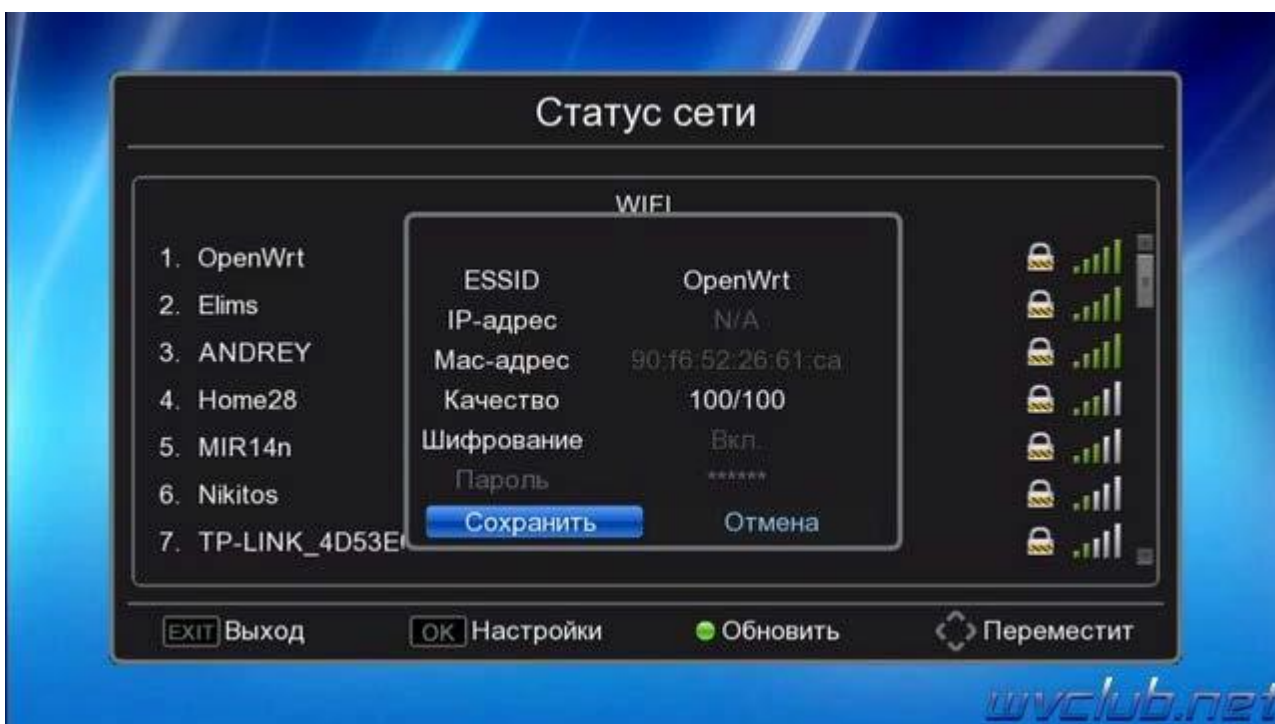 Статус сети
WIFI
1. OpenWrt
2. Elims
3. ANDREY
4. Home28
5. MIR14n
6. Nikitos
7. TP-LINK_4D53E
ESSID OpenWrt
IP-адрес N/A
Мас-адрес 90:f6:52:26:61:ca
Качество 100/100
Шифрование Вкл.
Пароль ******
Сохранить Отмена
EXIT Выход OK Настройки Обновить Переместит
wvclub.net